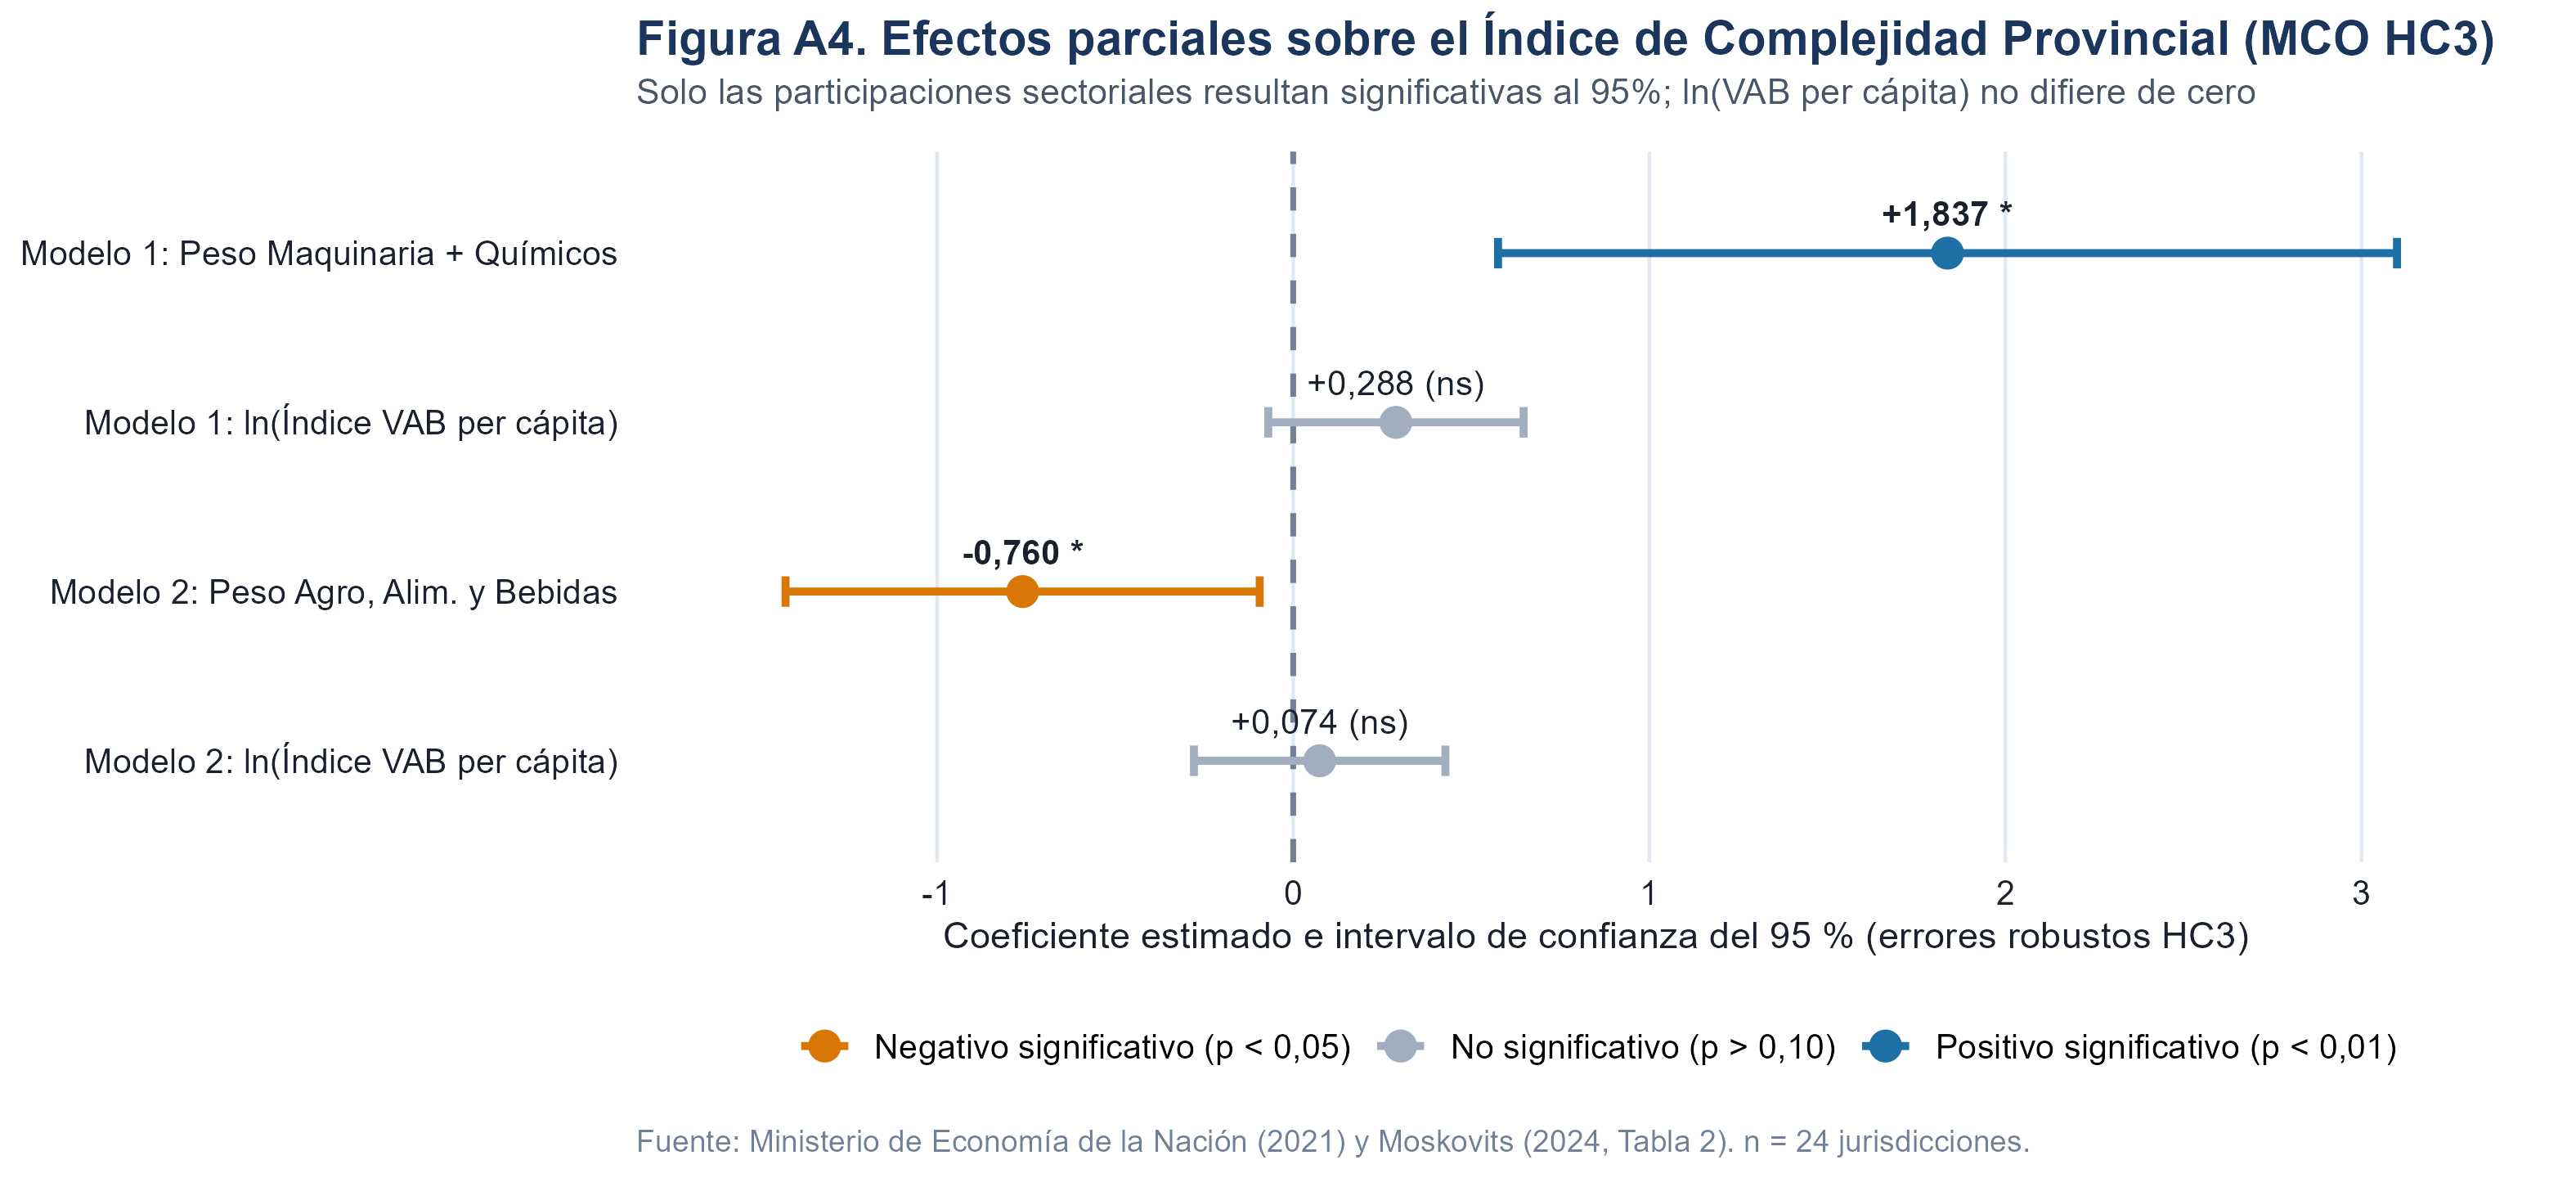 Figura A4. Efectos parciales sobre el Índice de Complejidad Provincial (MCO HC3)
Solo las participaciones sectoriales resultan significativas al 95%; ln(VAB per cápita) no difiere de cero
+1,837 *
Modelo 1: Peso Maquinaria + Químicos
+0,288 (ns)
Modelo 1: ln(Índice VAB per cápita)
-0,760 *
Modelo 2: Peso Agro, Alim. y Bebidas
+0,074 (ns)
Modelo 2: ln(Índice VAB per cápita)
-1 0 1 2 3
Coeficiente estimado e intervalo de confianza del 95 % (errores robustos HC3)
Negativo significativo (p < 0,05) No significativo (p > 0,10) Positivo significativo (p < 0,01)
Fuente: Ministerio de Economía de la Nación (2021) y Moskovits (2024, Tabla 2). n = 24 jurisdicciones.